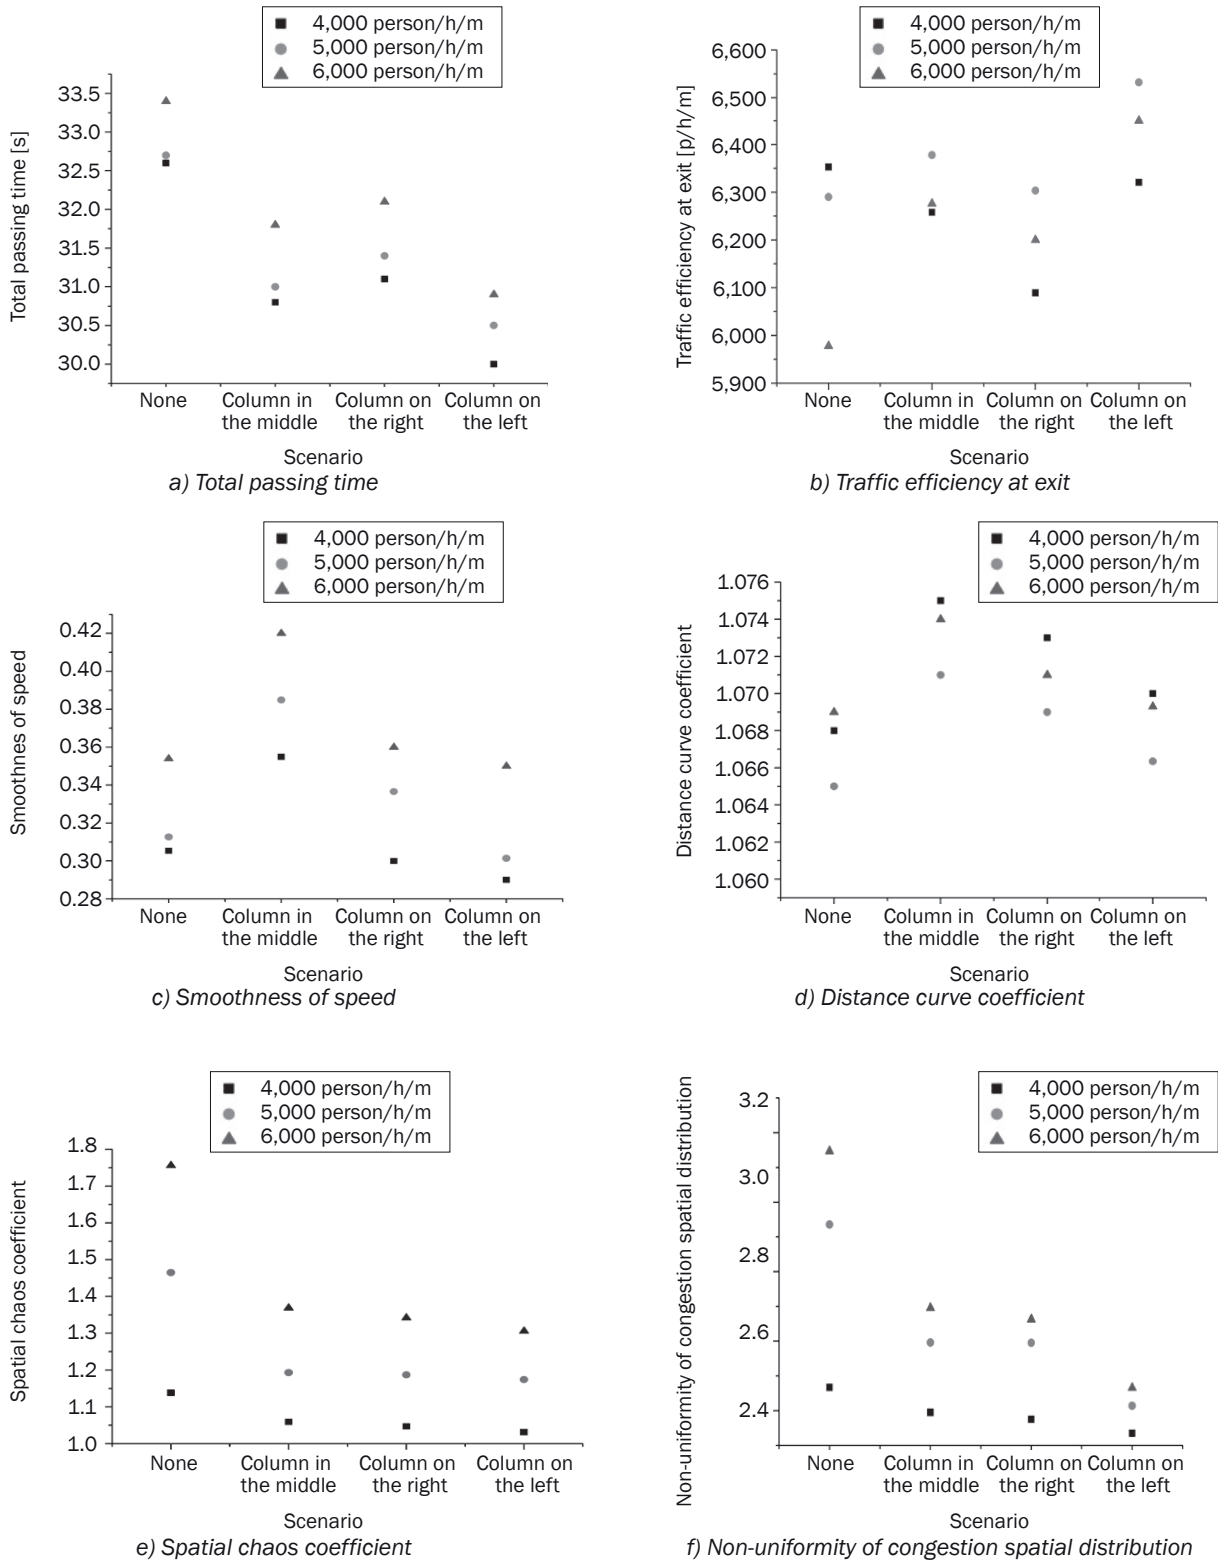 4,000 person/h/m
5,000 person/h/m
6,000 person/h/m
Total passing time [s]
33.5
33.0
32.5
32.0
31.5
31.0
30.5
30.0
None
Column in
the middle
Column on
the right
Column on
the left
Scenario
a) Total passing time
4,000 person/h/m
5,000 person/h/m
6,000 person/h/m
Traffic efficiency at exit [p/h/m]
6,600
6,500
6,400
6,300
6,200
6,100
6,000
5,900
None
Column in
the middle
Column on
the right
Column on
the left
Scenario
b) Traffic efficiency at exit
4,000 person/h/m
5,000 person/h/m
6,000 person/h/m
Smoothnes of speed
0.42
0.40
0.38
0.36
0.34
0.32
0.30
0.28
None
Column in
the middle
Column on
the right
Column on
the left
Scenario
c) Smoothness of speed
4,000 person/h/m
5,000 person/h/m
6,000 person/h/m
Distance curve coefficient
1.076
1.074
1.072
1.070
1.068
1.066
1.064
1.062
1.060
None
Column in
the middle
Column on
the right
Column on
the left
Scenario
d) Distance curve coefficient
4,000 person/h/m
5,000 person/h/m
6,000 person/h/m
Spatial chaos coefficient
1.8
1.7
1.6
1.5
1.4
1.3
1.2
1.1
1.0
None
Column in
the middle
Column on
the right
Column on
the left
Scenario
e) Spatial chaos coefficient
4,000 person/h/m
5,000 person/h/m
6,000 person/h/m
Non-uniformity of congestion spatial distribution
3.2
3.0
2.8
2.6
2.4
None
Column in
the middle
Column on
the right
Column on
the left
Scenario
f) Non-uniformity of congestion spatial distribution